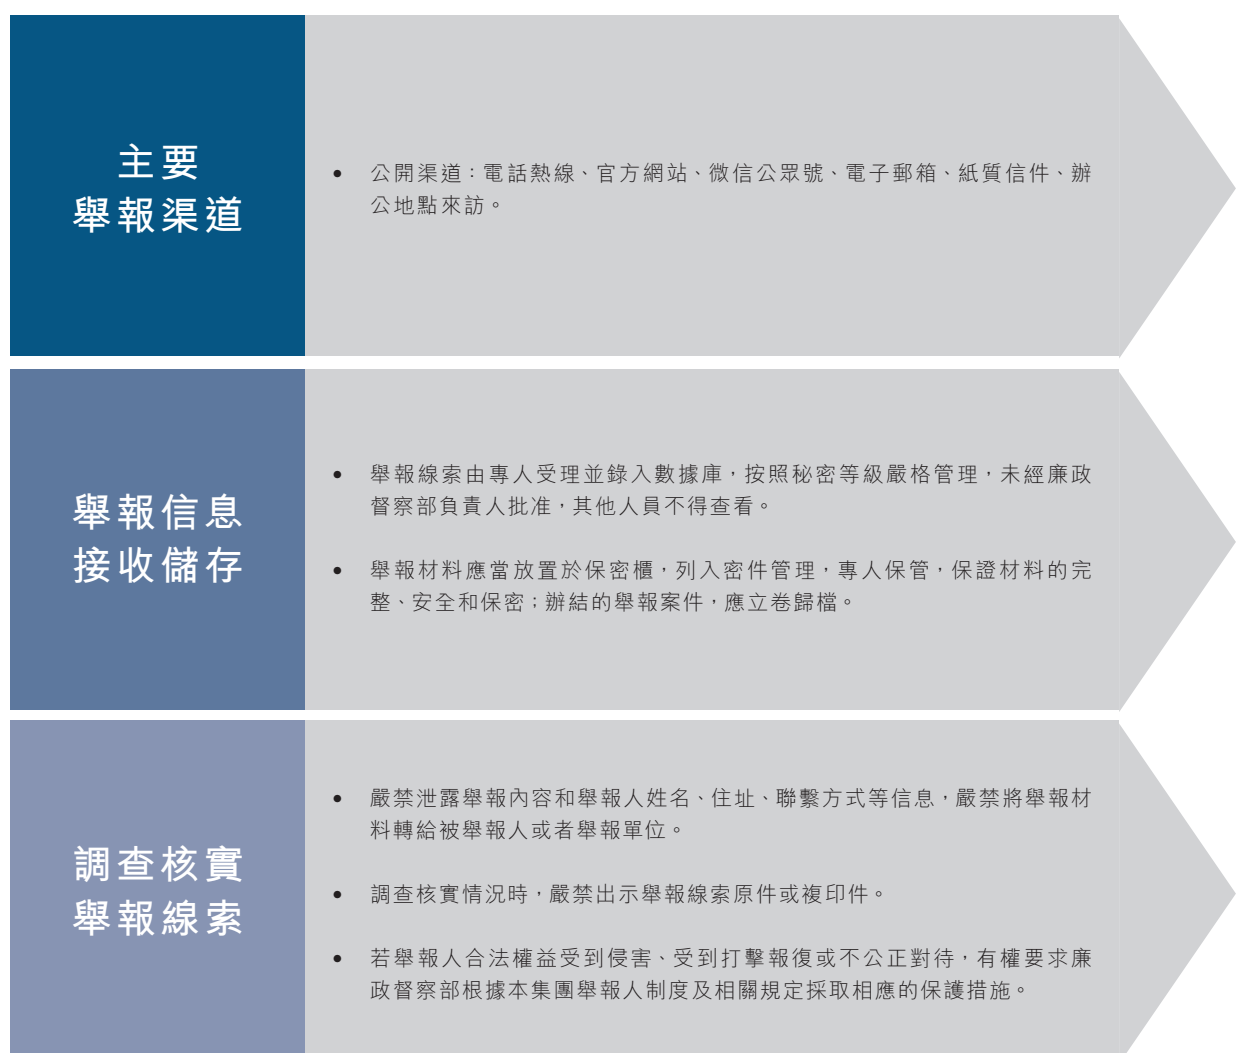 主要
舉報渠道
• 公開渠道：電話熱線、官方網站、微信公眾號、電子郵箱、紙質信件、辦
公地點來訪。
舉報信息
接收儲存
• 舉報線索由專人受理並錄入數據庫，按照秘密等級嚴格管理，未經廉政
督察部負責人批准，其他人員不得查看。
• 舉報材料應當放置於保密櫃，列入密件管理，專人保管，保證材料的完
整、安全和保密；辦結的舉報案件，應立卷歸檔。
調查核實
舉報線索
• 嚴禁泄露舉報內容和舉報人姓名、住址、聯繫方式等信息，嚴禁將舉報材
料轉給被舉報人或者舉報單位。
• 調查核實情況時，嚴禁出示舉報線索原件或複印件。
• 若舉報人合法權益受到侵害、受到打擊報復或不公正對待，有權要求廉
政督察部根據本集團舉報人制度及相關規定採取相應的保護措施。